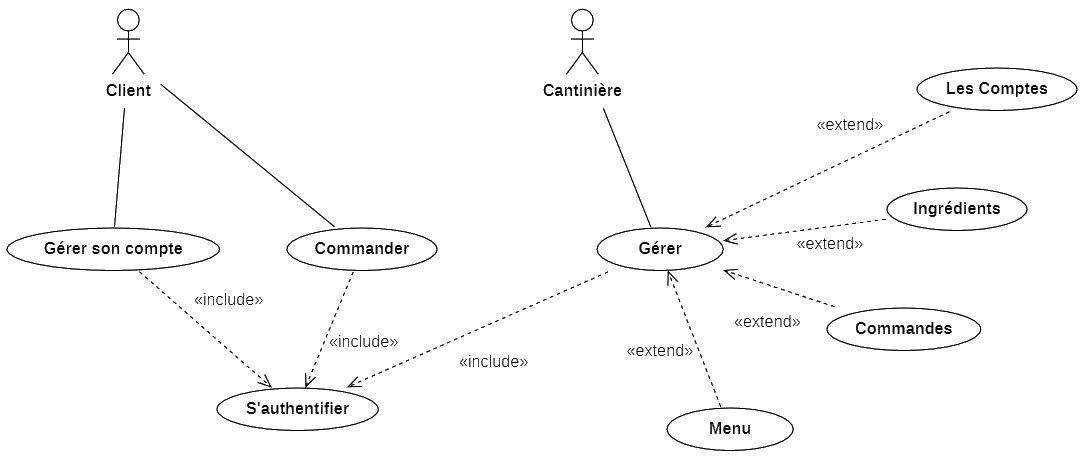 Client
Cantinière
Les Comptes
«extend»
Ingrédients
«extend»
Gérer son compte
Commander
Gérer
«include»
«extend»
Commandes
«include»
«extend»
«include»
S'authentifier
Menu